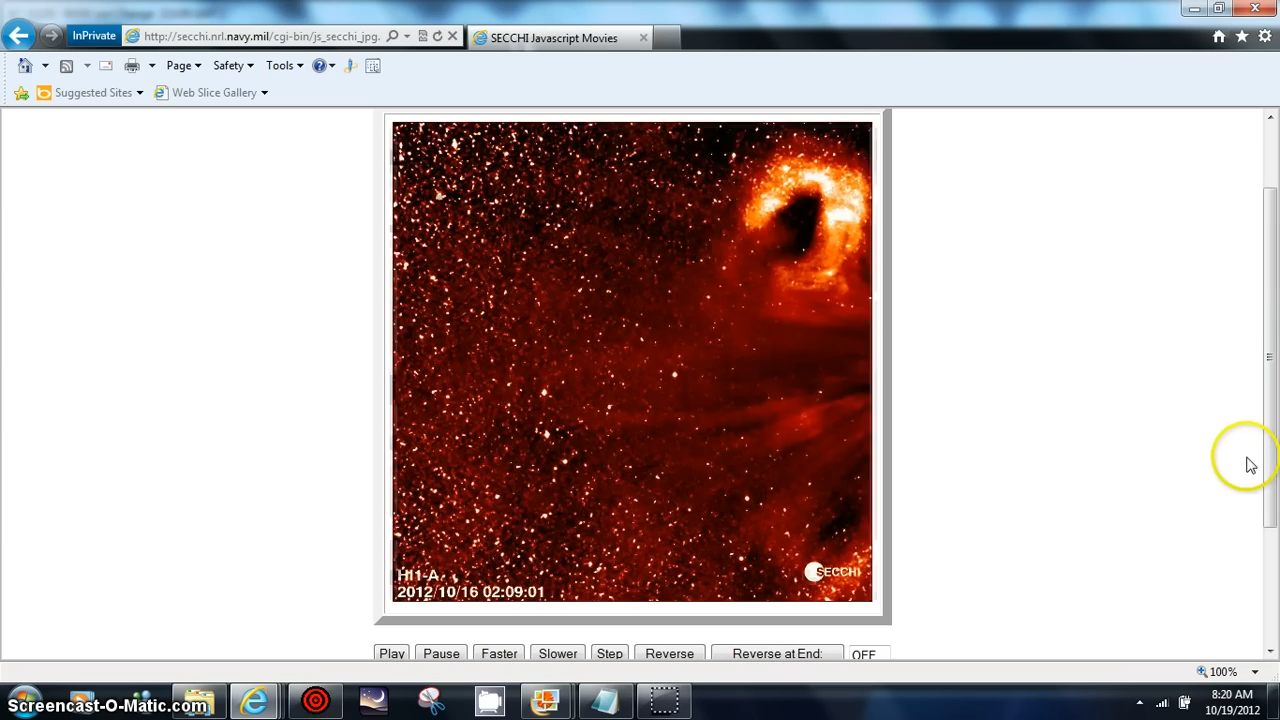 InPrivate
http://secchi.nrl.navy.mil/cgi-bin/js_secchi_jpg.
SECCHI Javascript Movies
Page
Safety
Tools
Suggested Sites
Web Slice Gallery
HI1-A
2012/10/16 02:09:01
SECCHI
Play
Pause
Faster
Slower
Step
Reverse
Reverse at End:
OFF
100%
Screencast-O-Matic.com
8:20 AM
10/19/2012